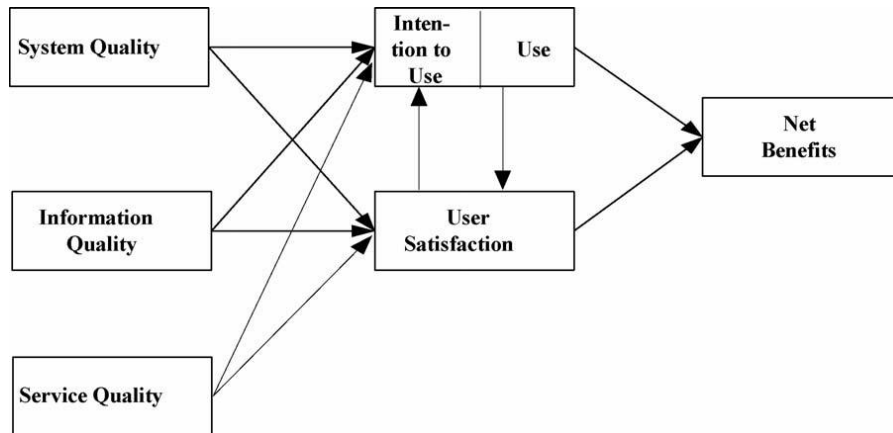 System Quality
Inten-
tion to
Use
Use
Net
Benefits
Information
Quality
User
Satisfaction
Service Quality